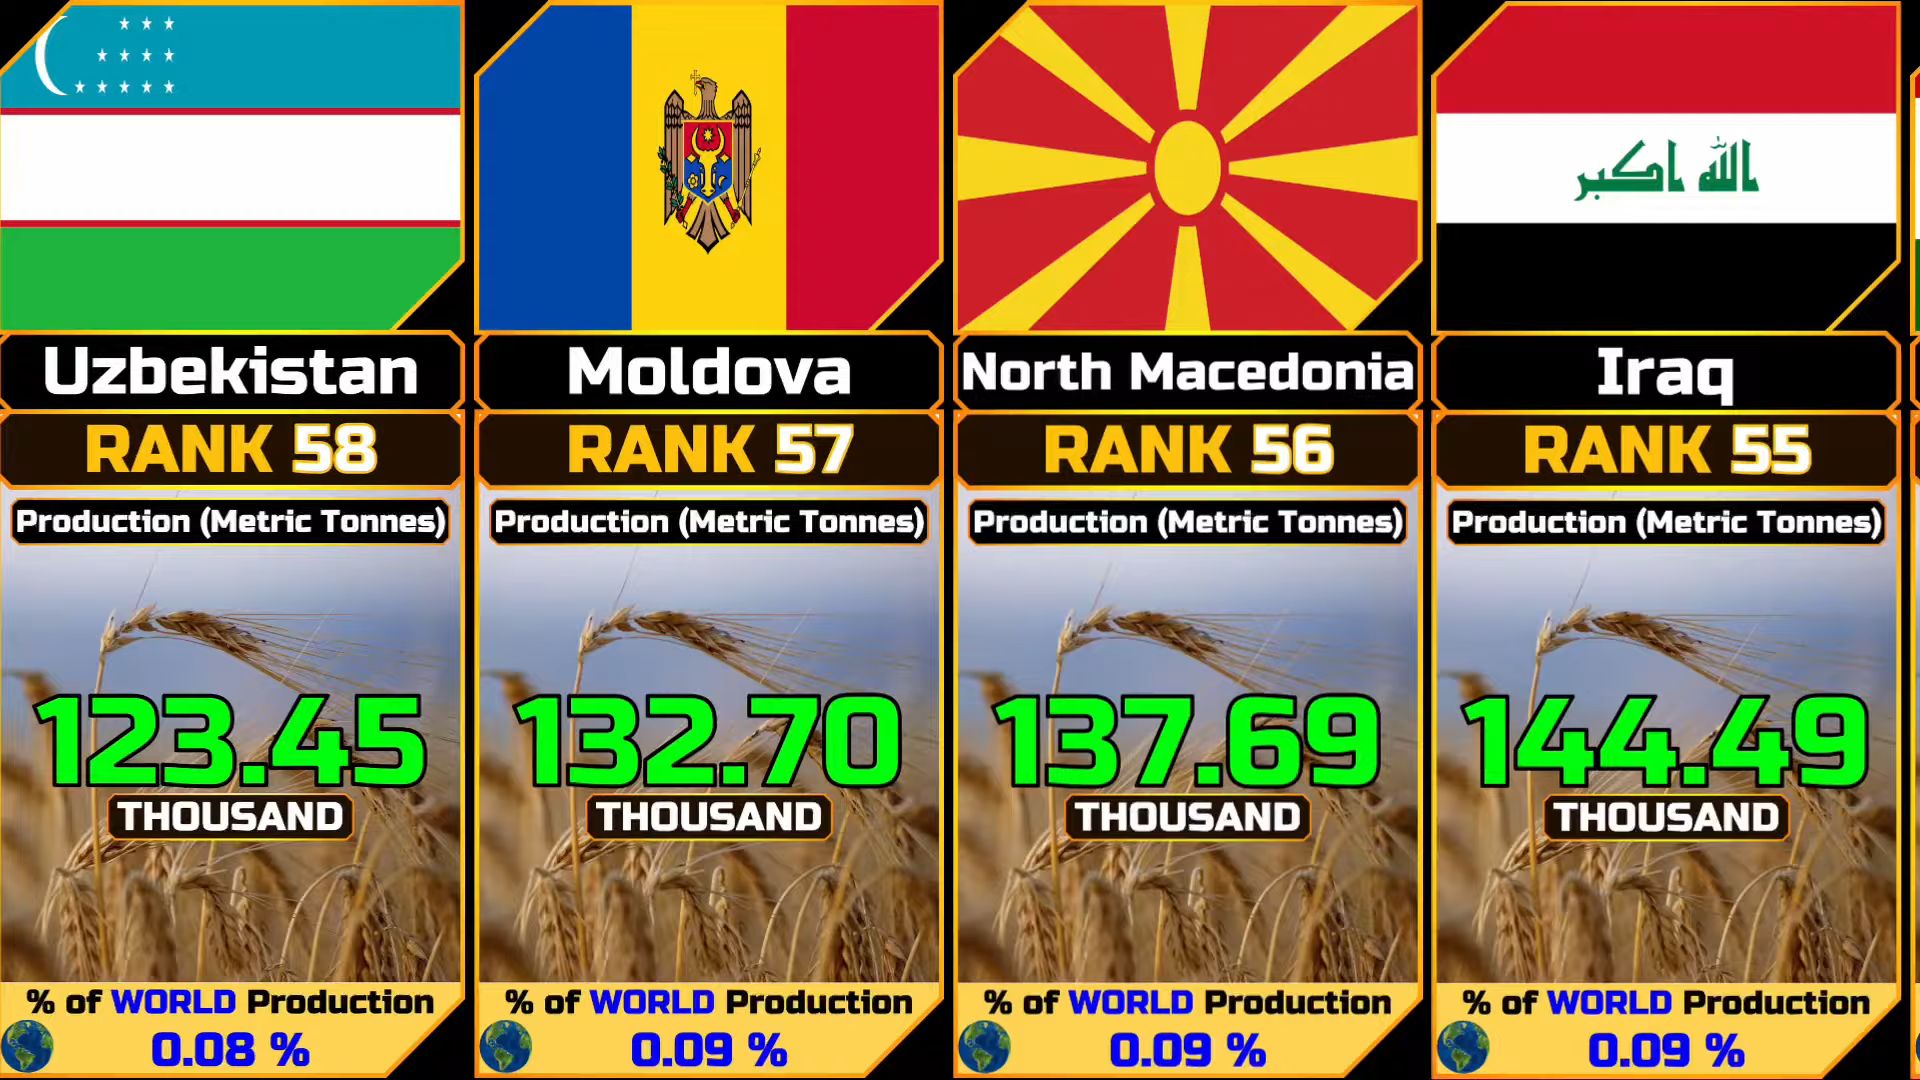 Uzbekistan
RANK 58
Production (Metric Tonnes)
123.45
THOUSAND
% of WORLD Production
0.08 %
Moldova
RANK 57
Production (Metric Tonnes)
132.70
THOUSAND
% of WORLD Production
0.09 %
North Macedonia
RANK 56
Production (Metric Tonnes)
137.69
THOUSAND
% of WORLD Production
0.09 %
الله اكبر
Iraq
RANK 55
Production (Metric Tonnes)
144.49
THOUSAND
% of WORLD Production
0.09 %